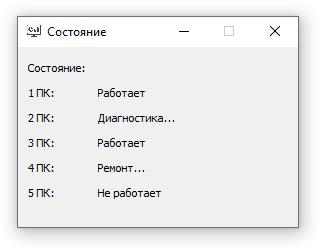 Состояние
Состояние:
1 ПК: Работает
2 ПК: Диагностика...
3 ПК: Работает
4 ПК: Ремонт...
5 ПК: Не работает